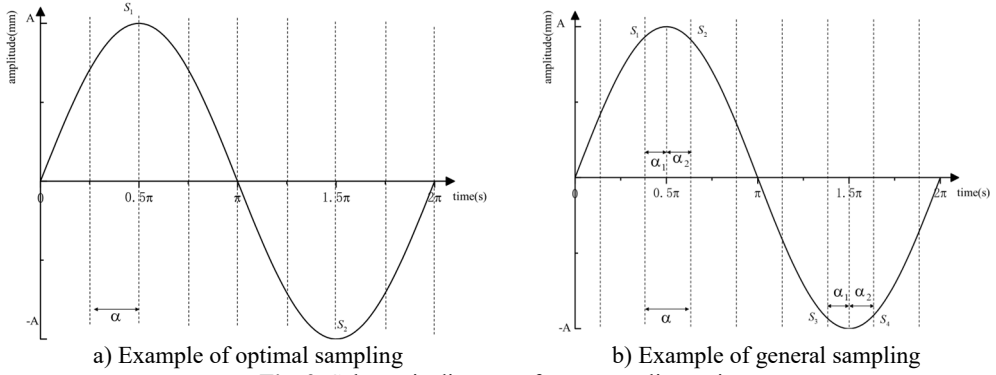 A
amplitude(mm)
-A
S1
S2
0
0.5π
π
1.5π
2π
time(s)
α
a) Example of optimal sampling
A
amplitude(mm)
-A
S1
S2
α1 α2
0
0.5π
π
1.5π
2π
time(s)
α
α1 α2
S3
S4
b) Example of general sampling